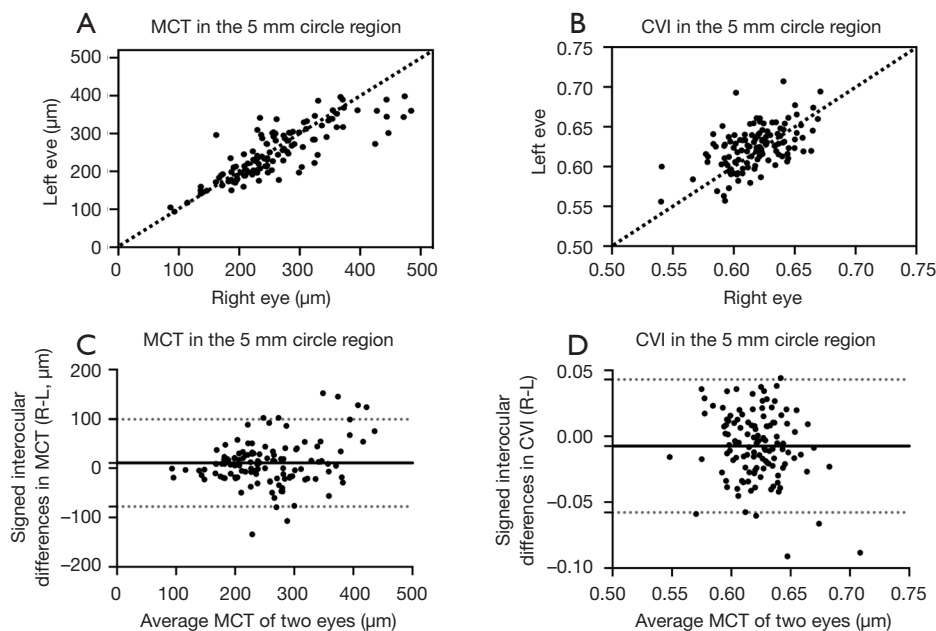 A
MCT in the 5 mm circle region
500
400
300
200
100
0
Left eye (µm)
0 100 200 300 400 500
Right eye (µm)
B
CVI in the 5 mm circle region
0.75
0.70
0.65
0.60
0.55
0.50
Left eye
0.50 0.55 0.60 0.65 0.70 0.75
Right eye
C
MCT in the 5 mm circle region
200
100
0
−100
−200
Signed interocular
differences in MCT (R-L, µm)
0 100 200 300 400 500
Average MCT of two eyes (µm)
D
CVI in the 5 mm circle region
0.05
0.00
−0.05
−0.10
Signed interocular
differences in CVI (R-L)
0.50 0.55 0.60 0.65 0.70 0.75
Average MCT of two eyes (µm)